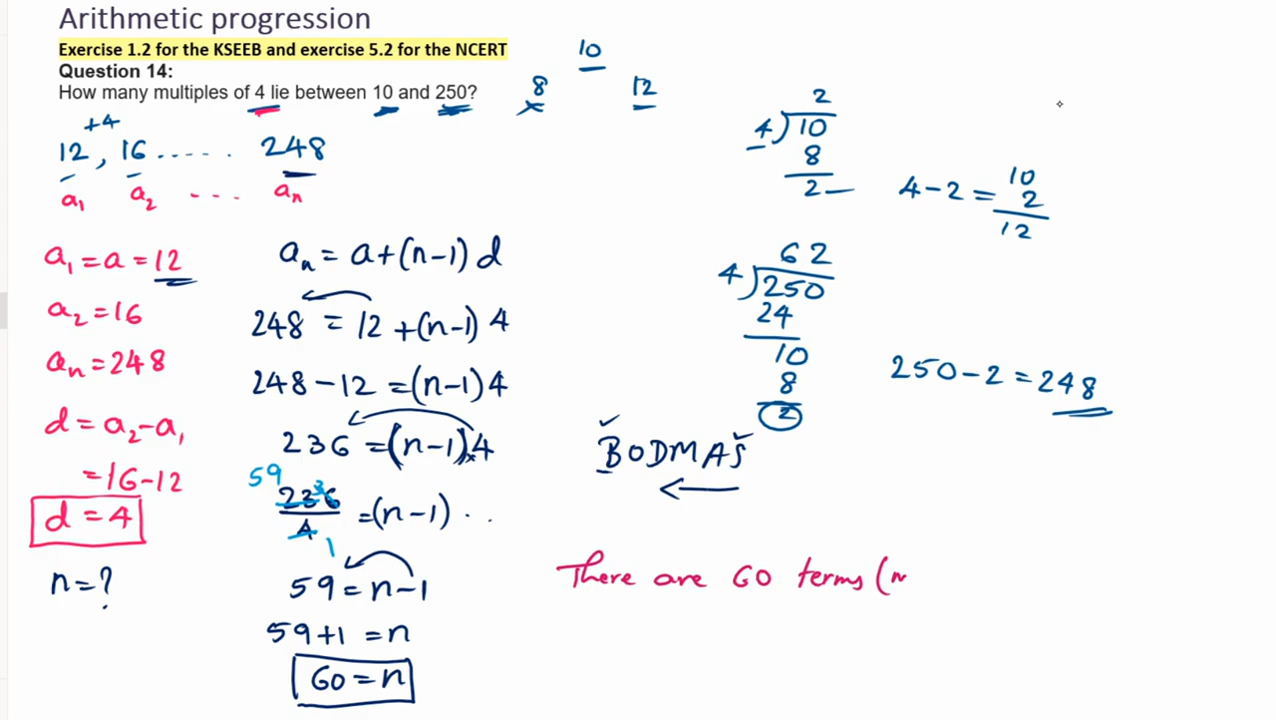 Arithmetic progression
Exercise 1.2 for the KSEEB and exercise 5.2 for the NCERT
Question 14:
How many multiples of 4 lie between 10 and 250?
8 10 12
+4
12, 16 ..... . 248
a1 a2 ... . an
a1 = a = 12
a2 = 16
an = 248
d = a2 - a1
= 16 - 12
d = 4
n = ?
an = a + (n-1) d
248 = 12 + (n-1) 4
248 - 12 = (n-1) 4
236 = (n-1) × 4
59
236 3
4 = (n-1) . .
1
59 = n - 1
59 + 1 = n
60 = n
2
4 ) 10
8
2
4 - 2 = 2
10
12
62
4 ) 250
24
10
8
2
250 - 2 = 248
BODMAS
There are 60 terms (n